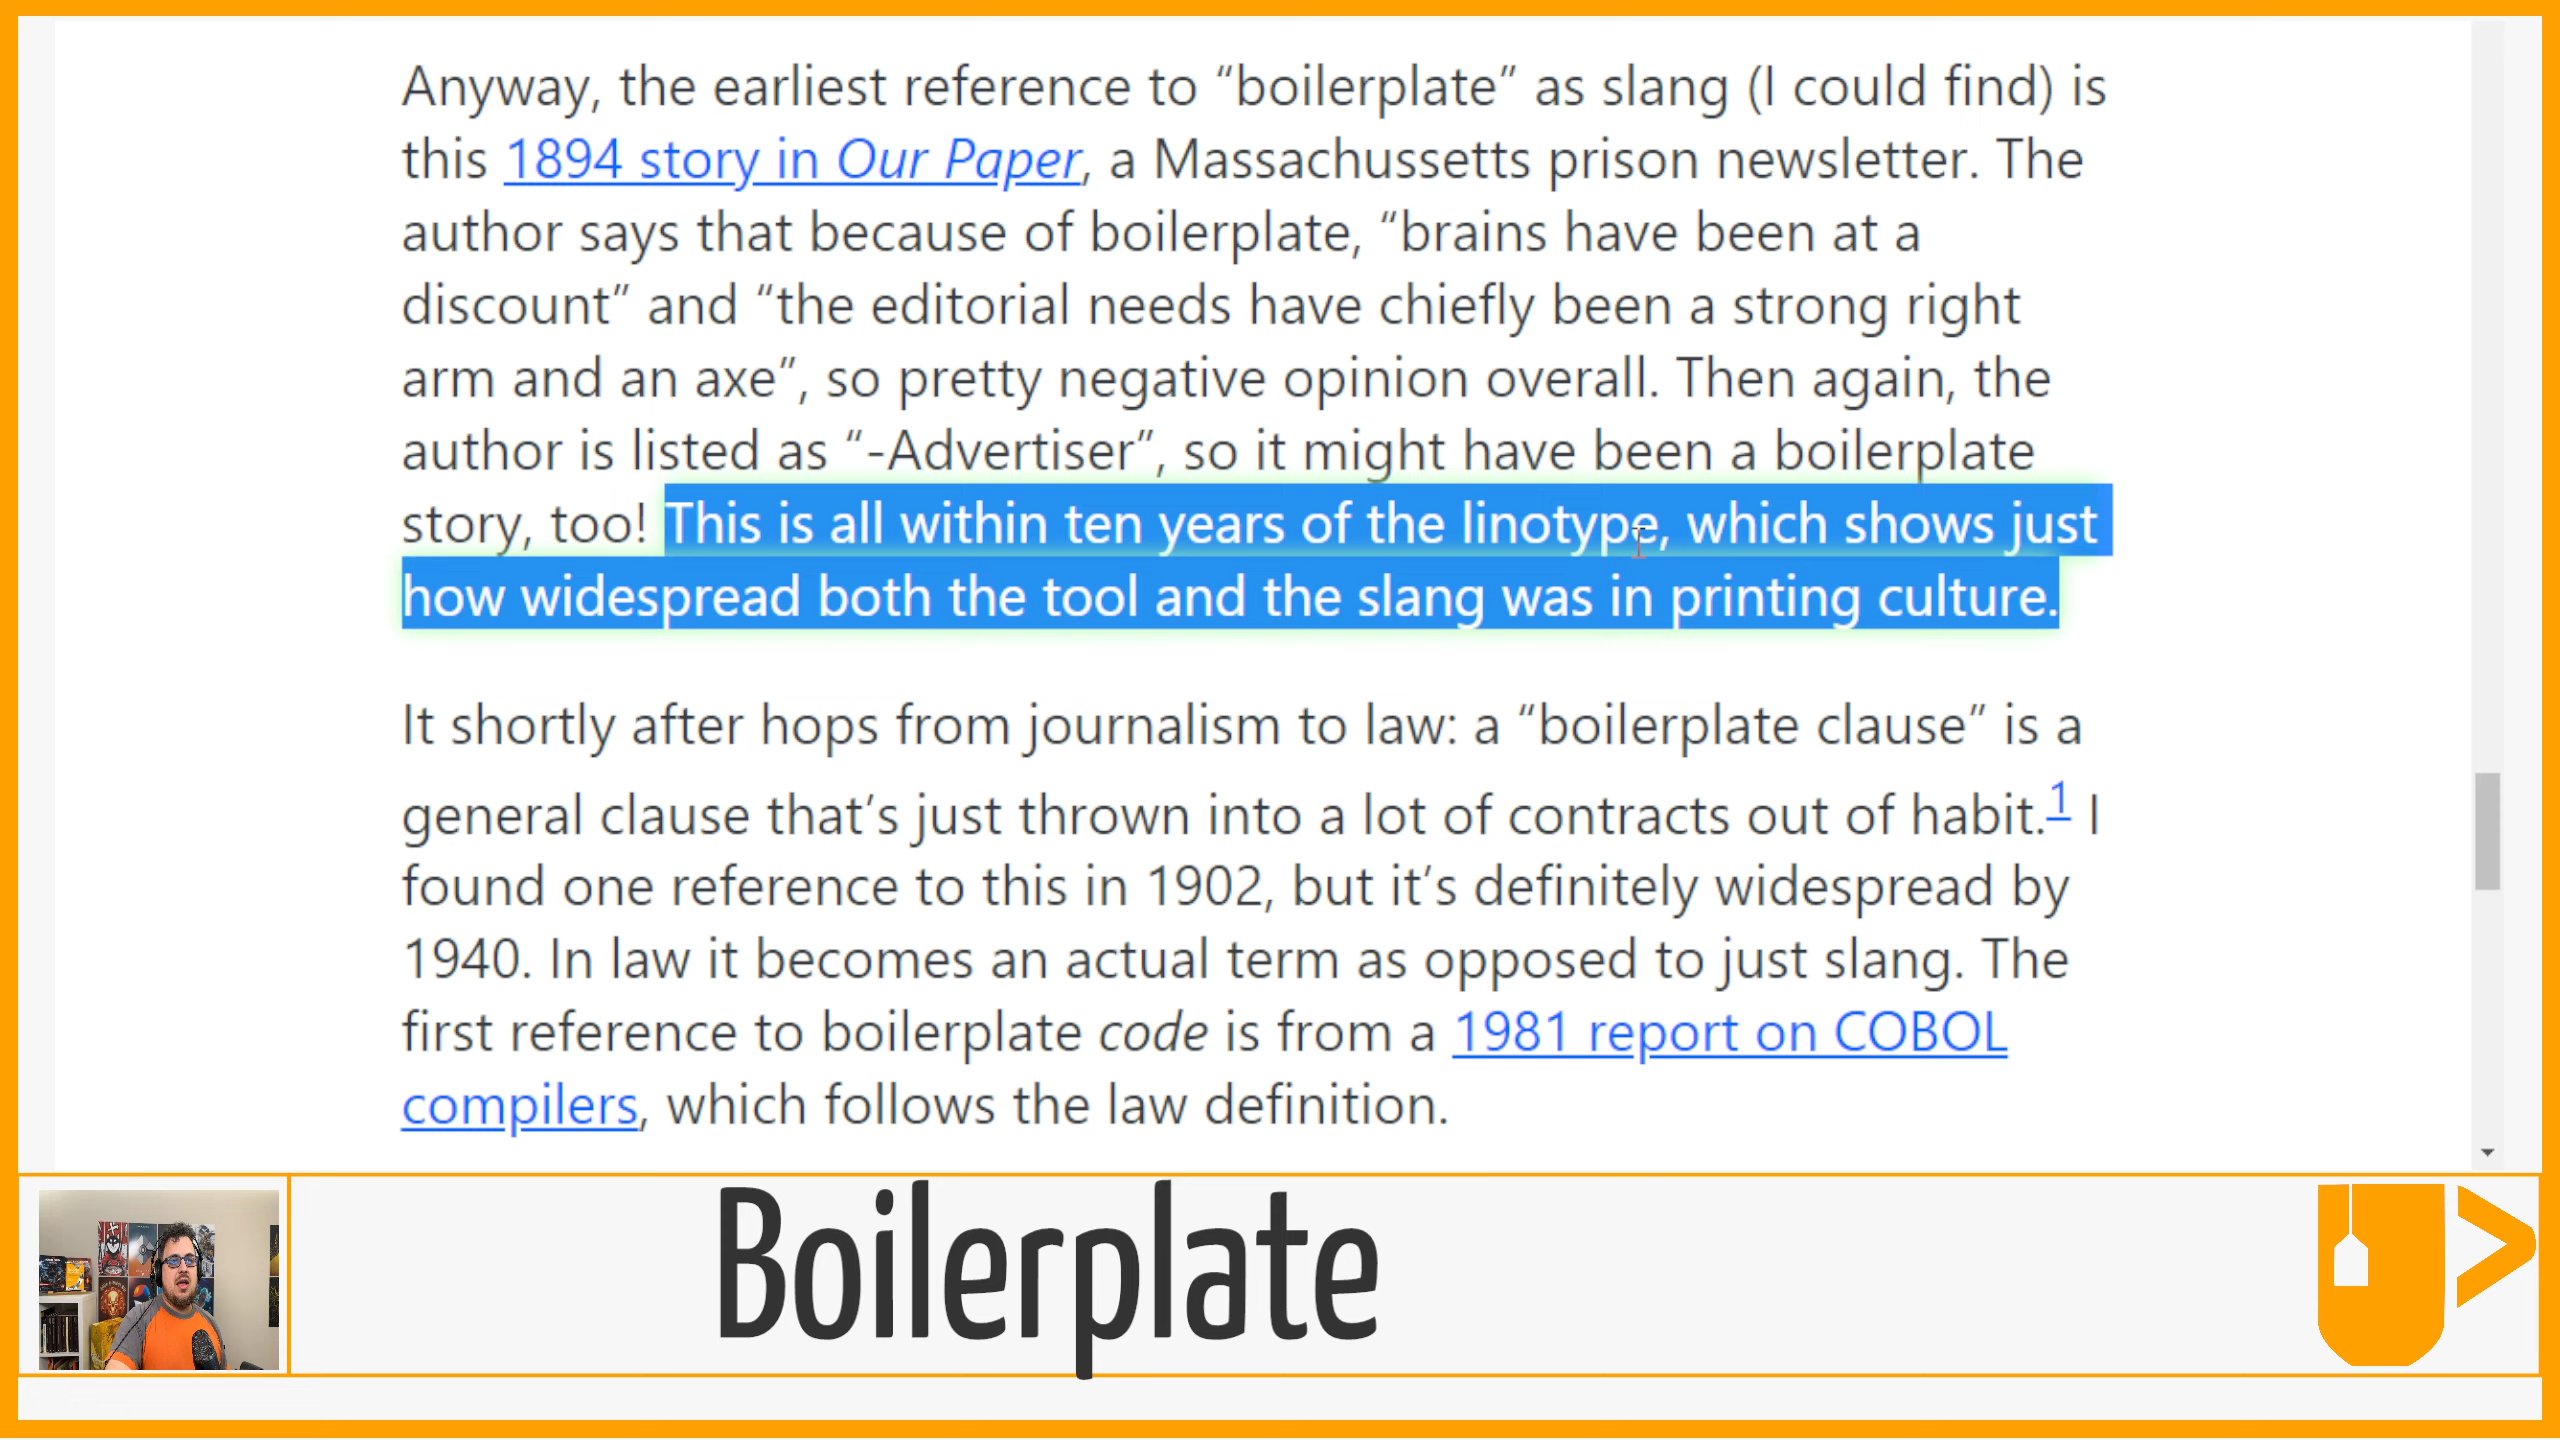 Anyway, the earliest reference to “boilerplate” as slang (I could find) is
this 1894 story in Our Paper, a Massachussetts prison newsletter. The
author says that because of boilerplate, “brains have been at a
discount” and “the editorial needs have chiefly been a strong right
arm and an axe”, so pretty negative opinion overall. Then again, the
author is listed as “-Advertiser”, so it might have been a boilerplate
story, too! This is all within ten years of the linotype, which shows just
how widespread both the tool and the slang was in printing culture.
It shortly after hops from journalism to law: a “boilerplate clause” is a
general clause that’s just thrown into a lot of contracts out of habit.1 I
found one reference to this in 1902, but it’s definitely widespread by
1940. In law it becomes an actual term as opposed to just slang. The
first reference to boilerplate code is from a 1981 report on COBOL
compilers, which follows the law definition.
Boilerplate